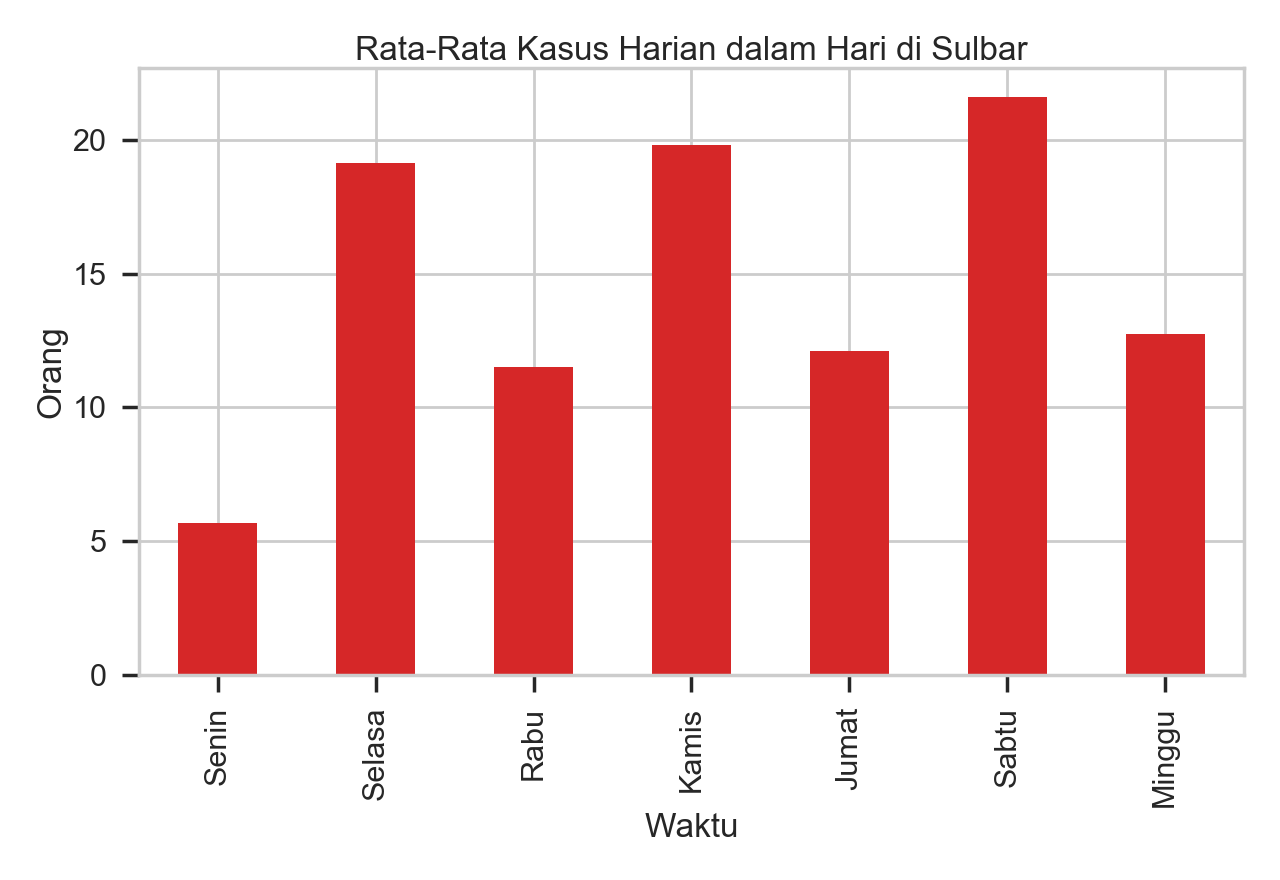 Rata-Rata Kasus Harian dalam Hari di Sulbar
Orang
20
15
10
5
0
Senin
Selasa
Rabu
Kamis
Jumat
Sabtu
Minggu
Waktu